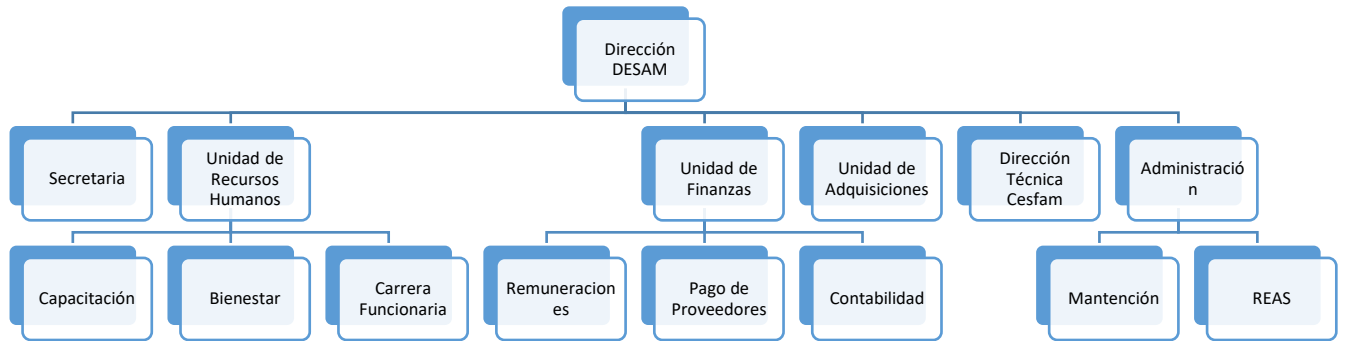 Dirección
DESAM
Secretaria
Unidad de
Recursos
Humanos
Unidad de
Finanzas
Unidad de
Adquisiciones
Dirección
Técnica
Cesfam
Administració
n
Capacitación
Bienestar
Carrera
Funcionaria
Remuneracion
es
Pago de
Proveedores
Contabilidad
Mantención
REAS